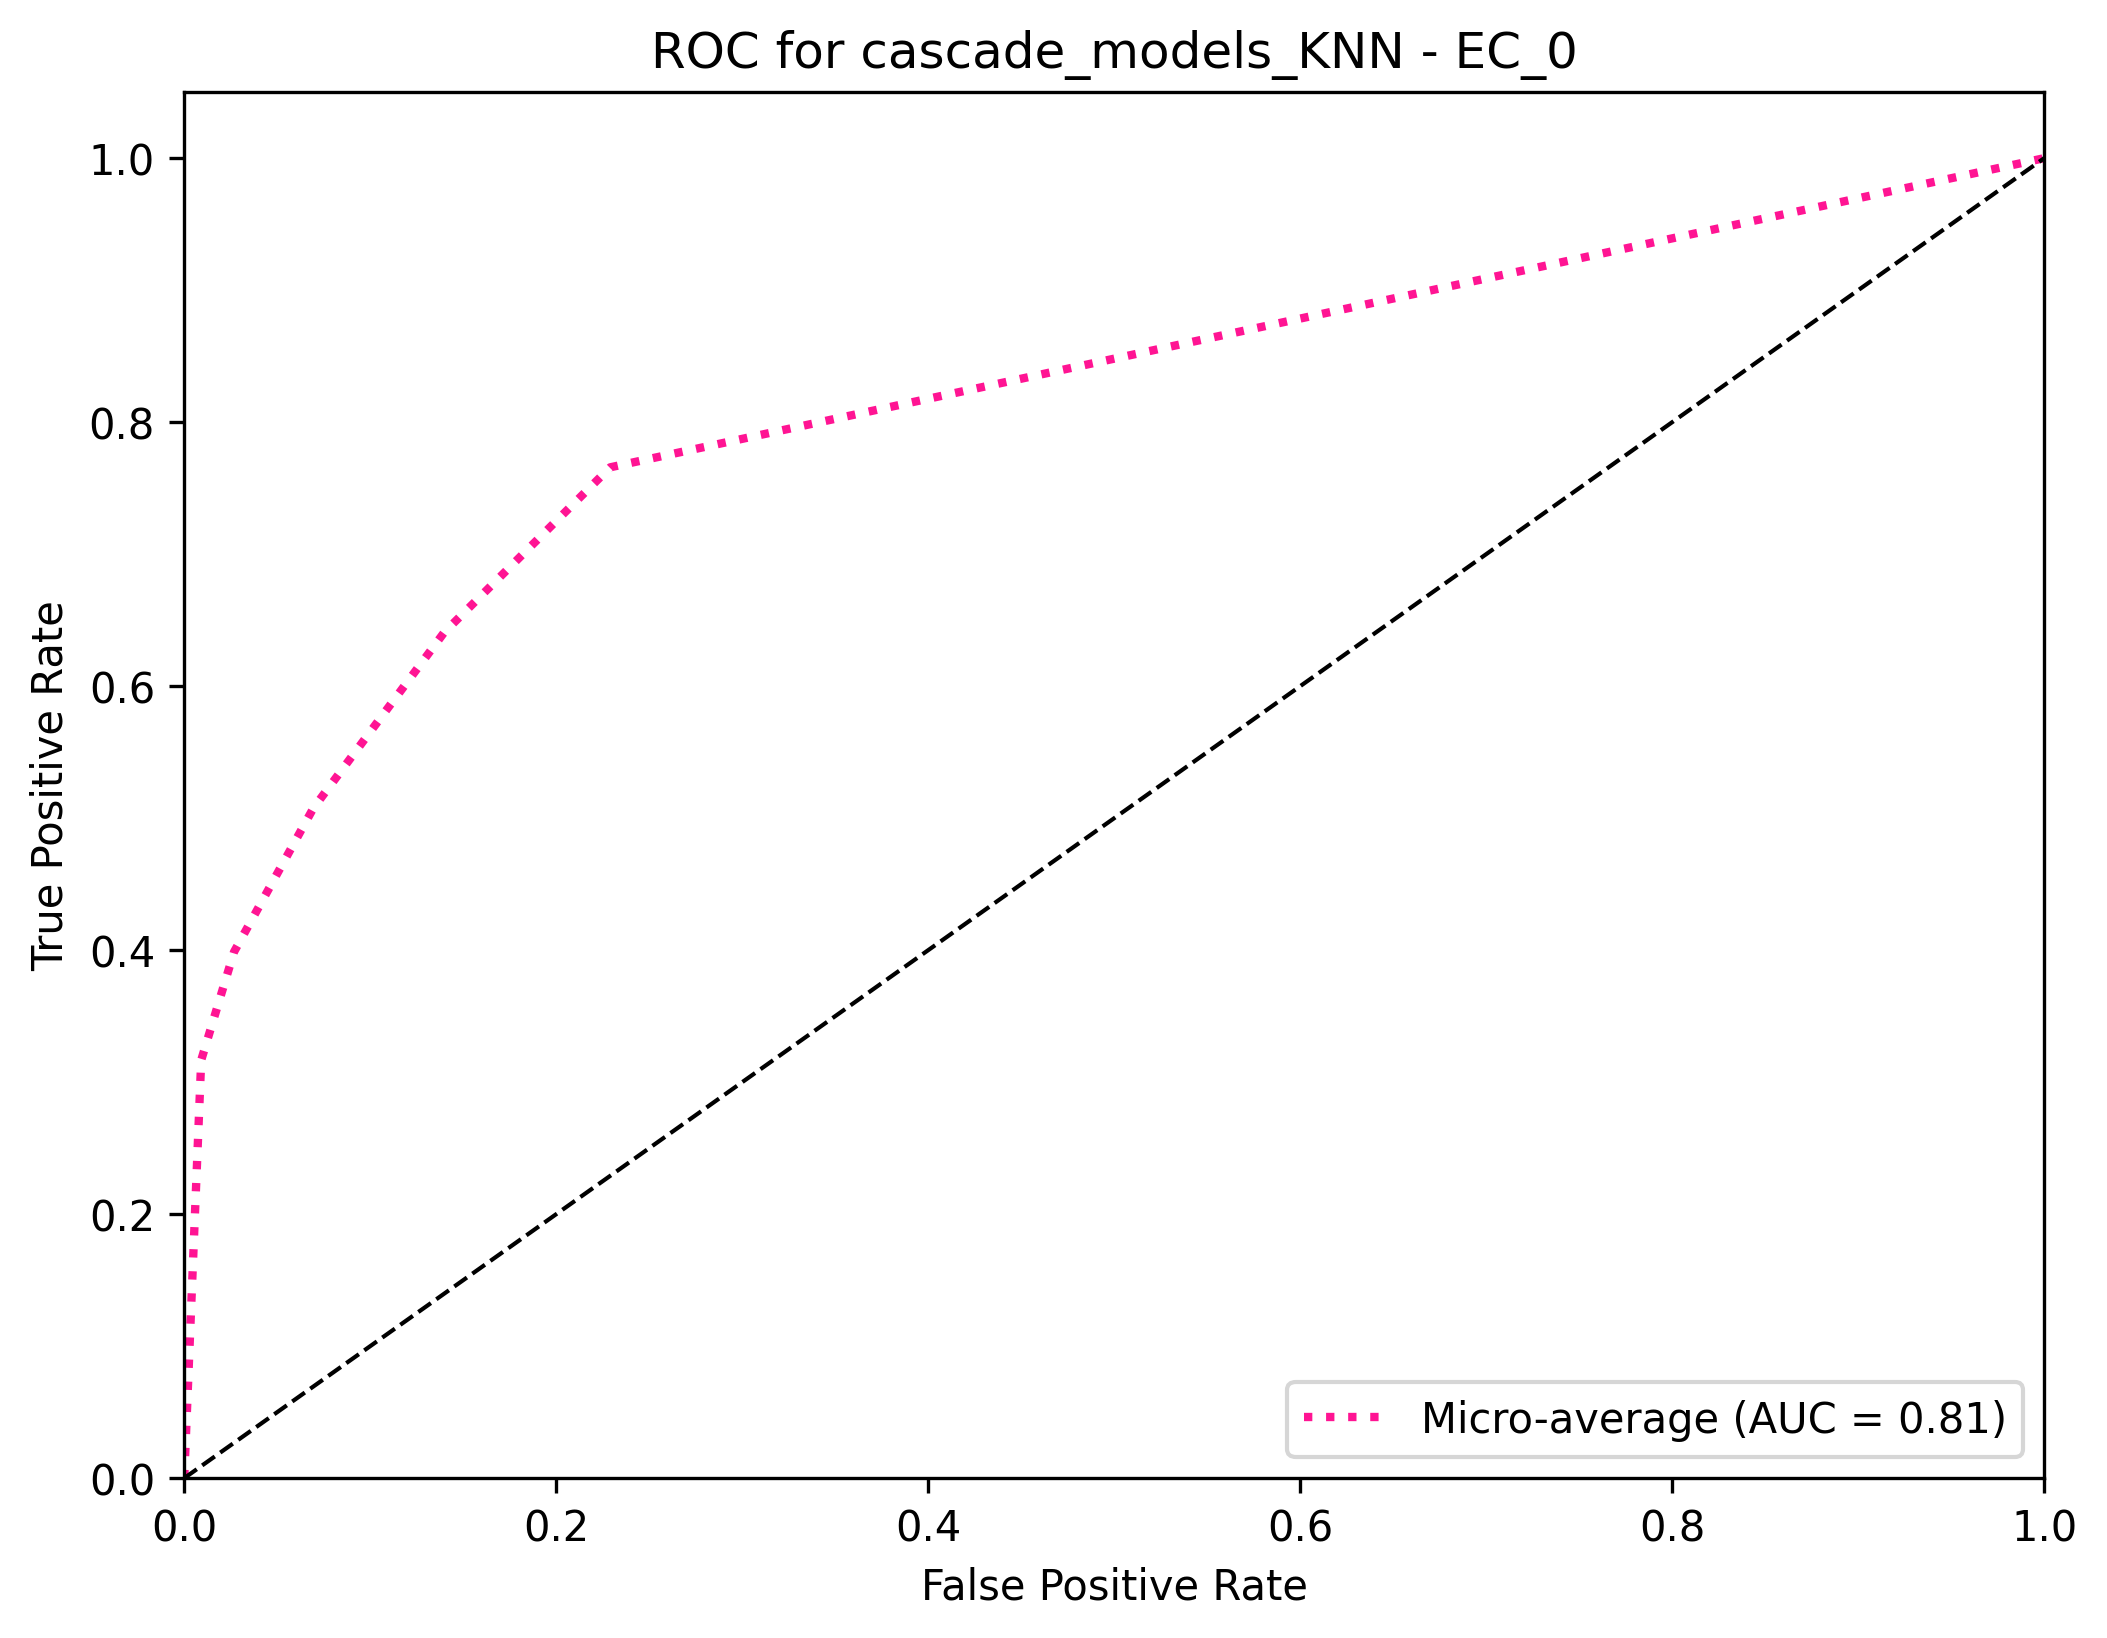 ROC for cascade_models_KNN - EC_0
True Positive Rate
1.0
0.8
0.6
0.4
0.2
0.0
0.0 0.2 0.4 0.6 0.8 1.0
False Positive Rate
Micro-average (AUC = 0.81)